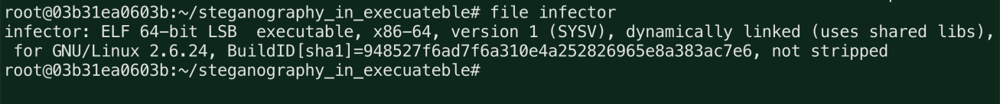 root@03b31ea0603b:~/steganography_in_execuateble# file infector
infector: ELF 64-bit LSB  executable, x86-64, version 1 (SYSV), dynamically linked (uses shared libs),
 for GNU/Linux 2.6.24, BuildID[sha1]=948527f6ad7f6a310e4a252826965e8a383ac7e6, not stripped
root@03b31ea0603b:~/steganography_in_execuateble#